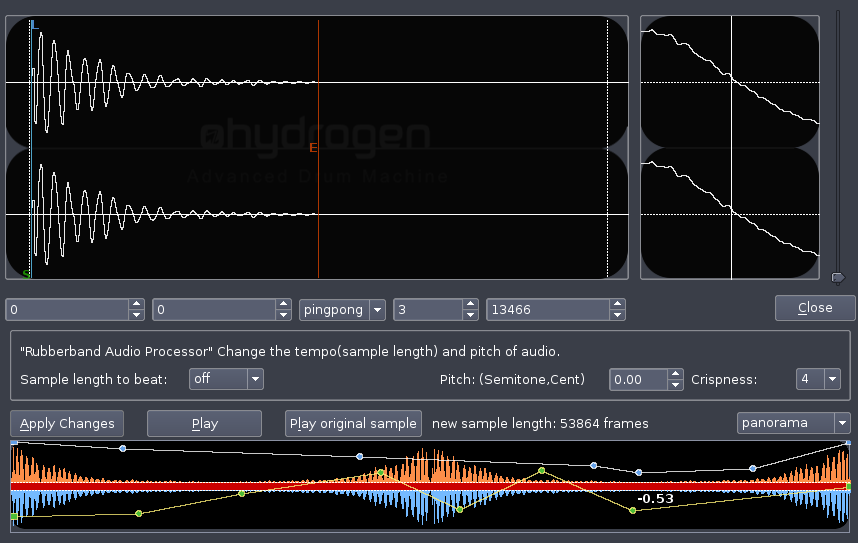 L
hydrogen
E
Advanced Drum Machine
S
0 0 pingpong 3 13466 Close
"Rubberband Audio Processor" Change the tempo(sample length) and pitch of audio.
Sample length to beat: off Pitch: (Semitone,Cent) 0.00 Crispness: 4
Apply Changes Play Play original sample new sample length: 53864 frames panorama
-0.53